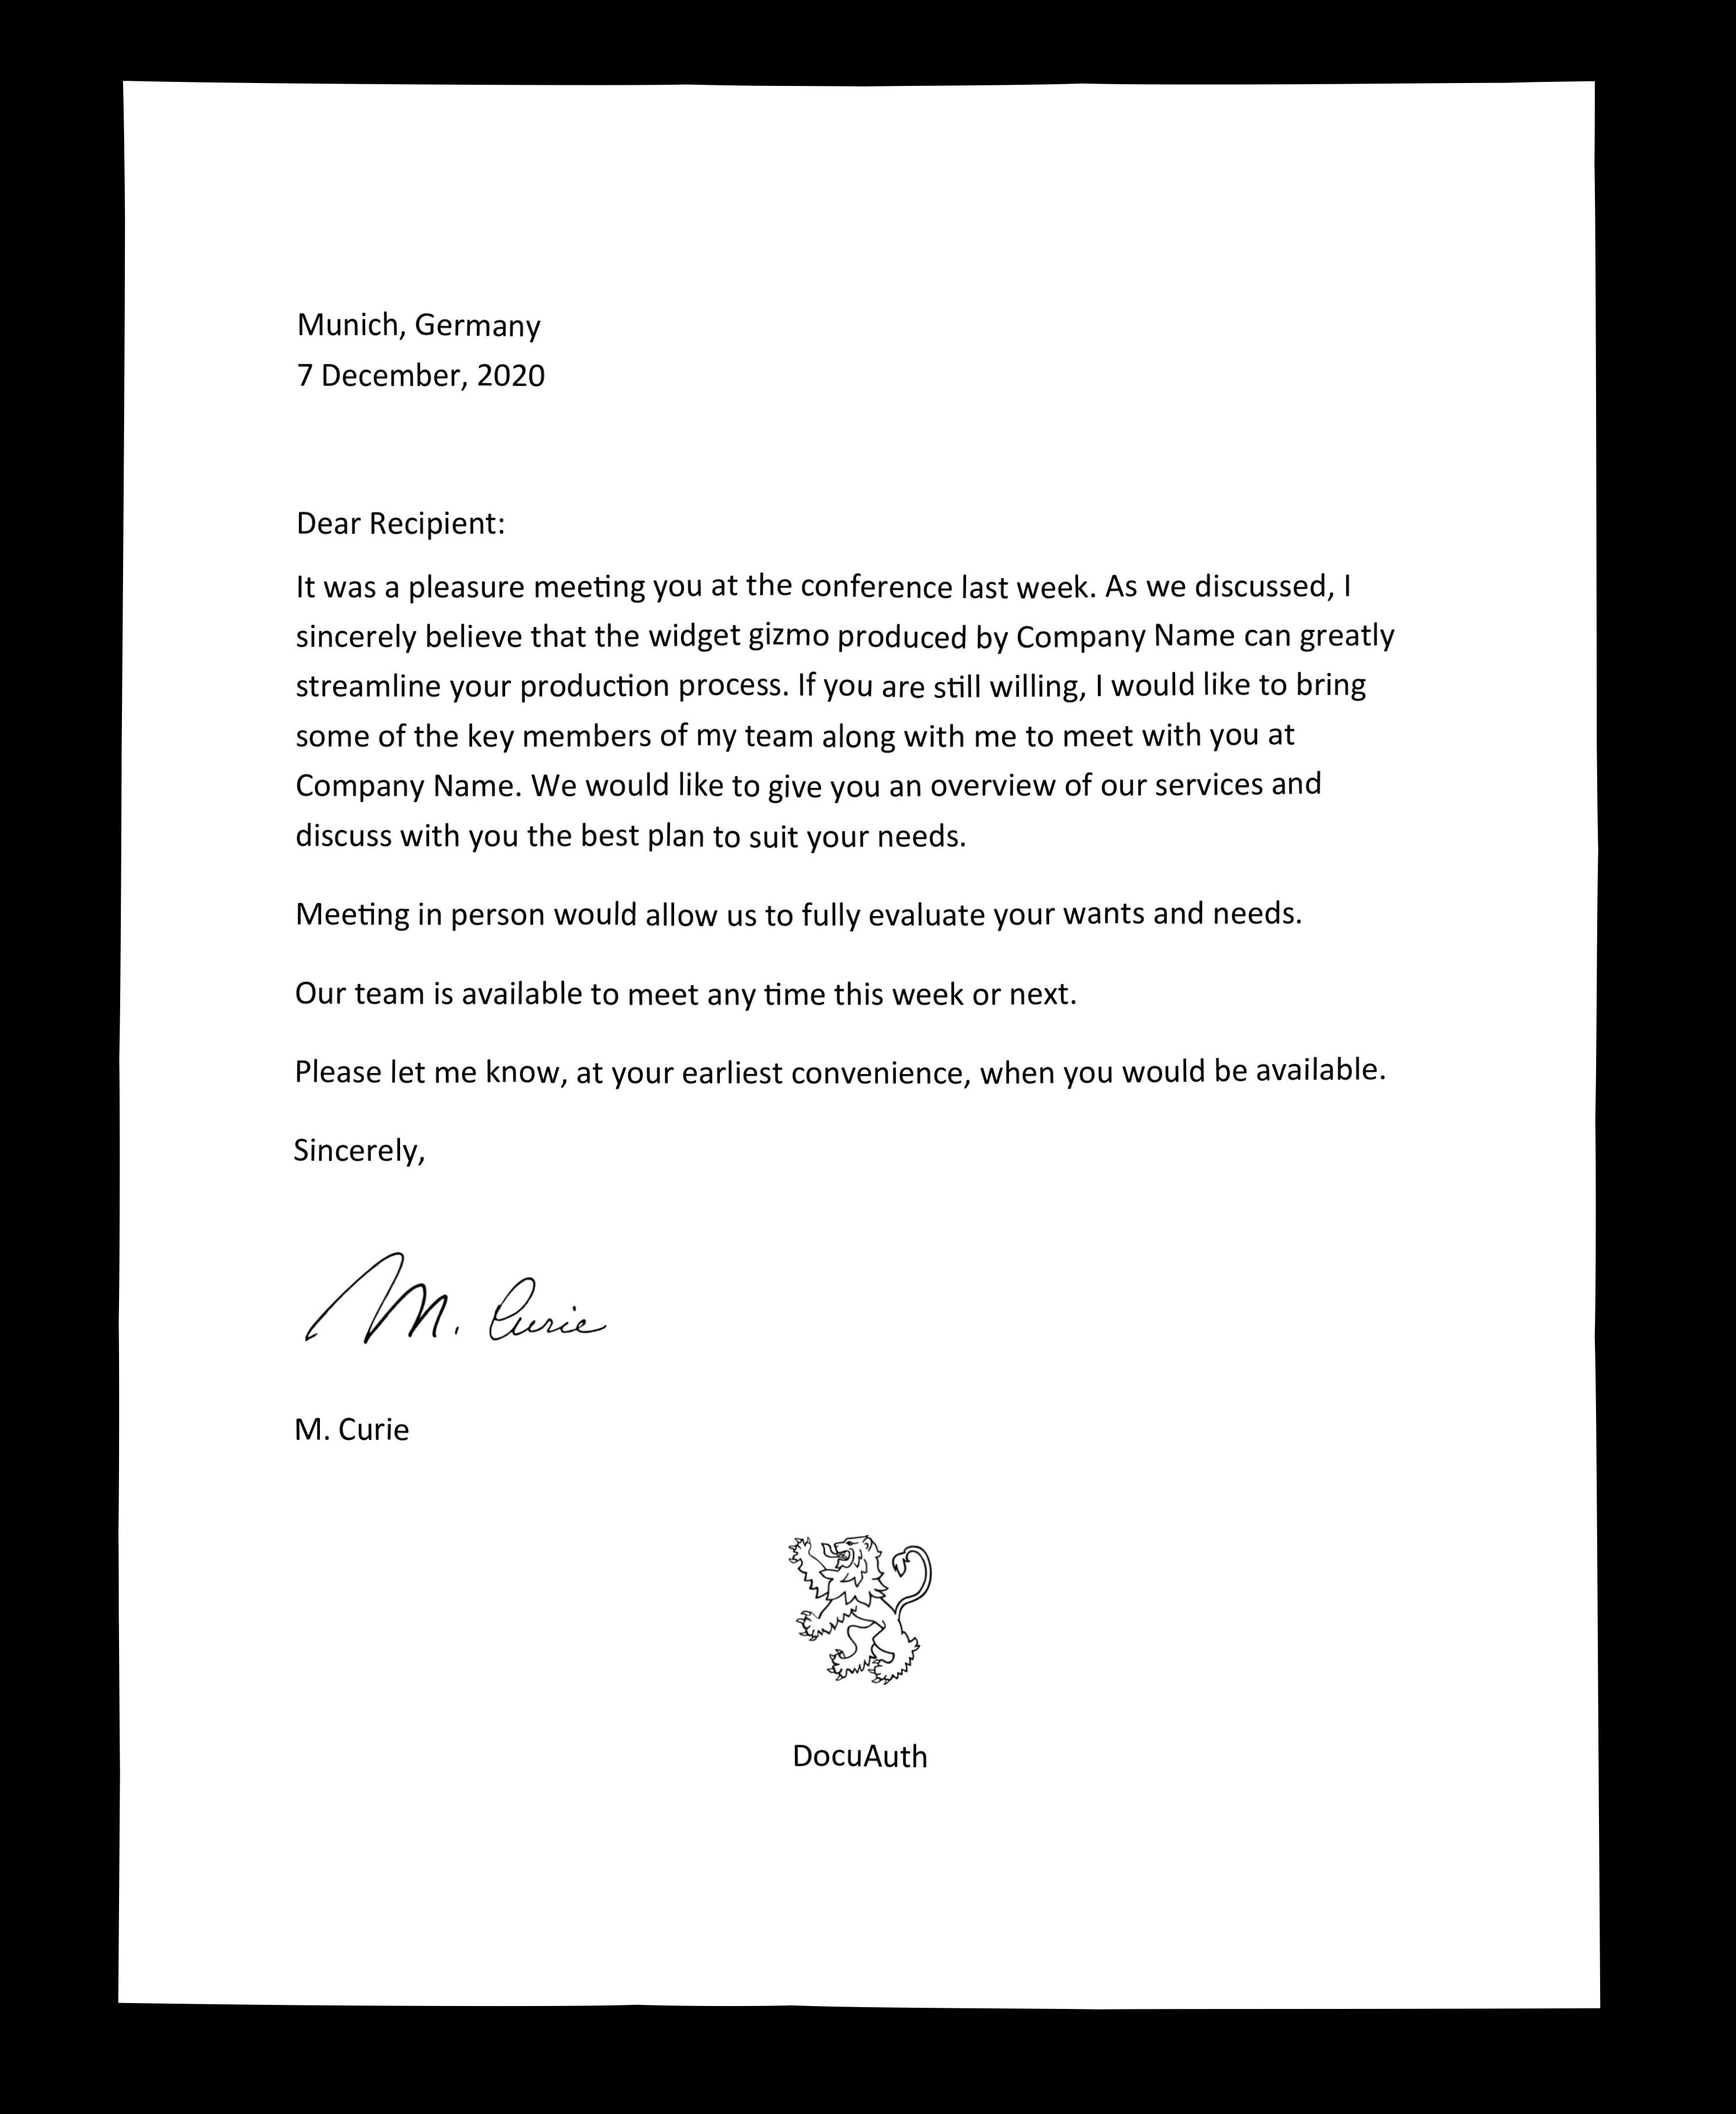 Munich, Germany
7 December, 2020
Dear Recipient:
It was a pleasure meeting you at the conference last week. As we discussed, I
sincerely believe that the widget gizmo produced by Company Name can greatly
streamline your production process. If you are still willing, I would like to bring
some of the key members of my team along with me to meet with you at
Company Name. We would like to give you an overview of our services and
discuss with you the best plan to suit your needs.
Meeting in person would allow us to fully evaluate your wants and needs.
Our team is available to meet any time this week or next.
Please let me know, at your earliest convenience, when you would be available.
Sincerely,
M. Curie
M. Curie
DocuAuth